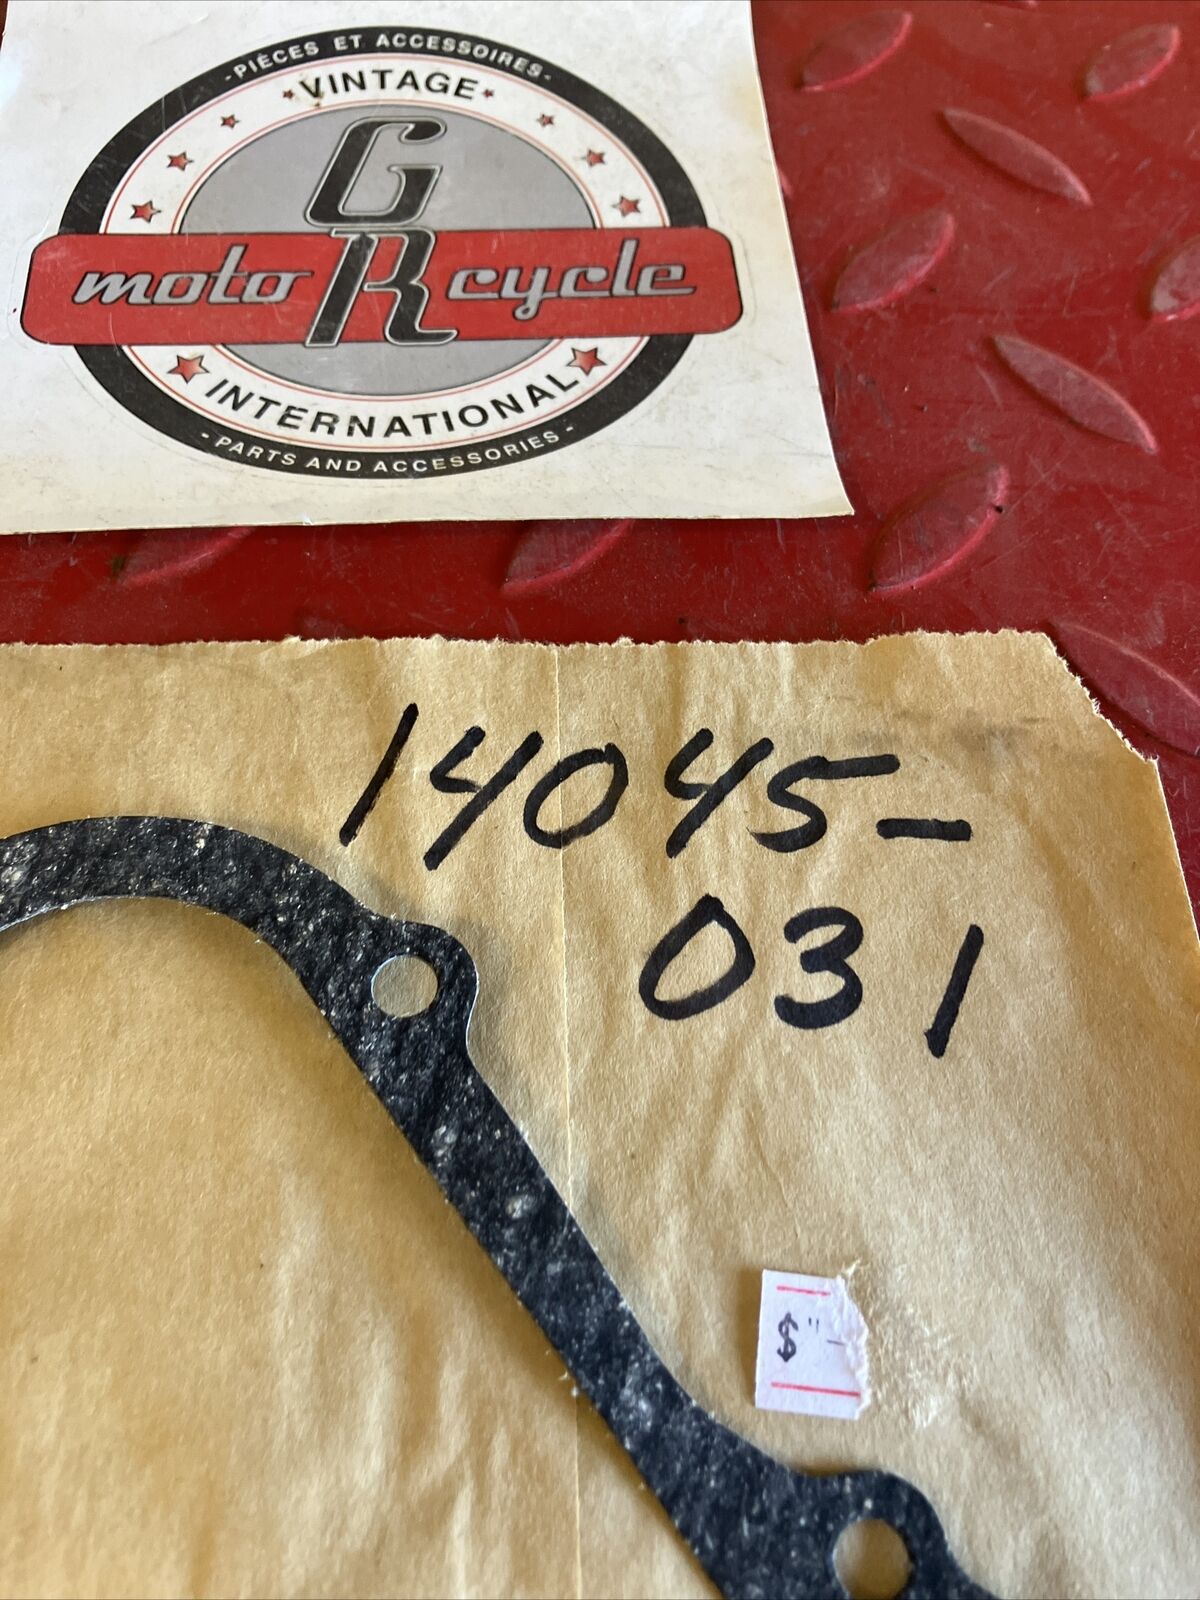 -PIÈCES ET ACCESSOIRES-
VINTAGE
GR
moto cycle
INTERNATIONAL
-PARTS AND ACCESSORIES-
14045-
031
$